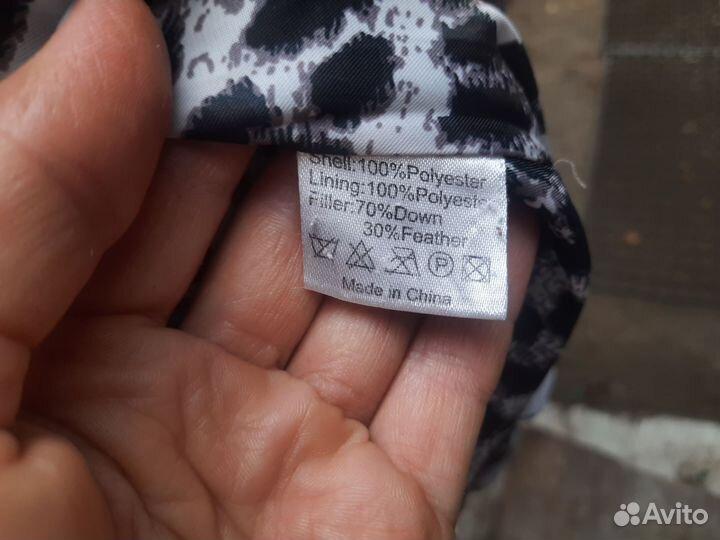 Shell:100%Polyester
Lining:100%Polyester
Filler:70%Down
30%Feather
P
Made in China
Avito